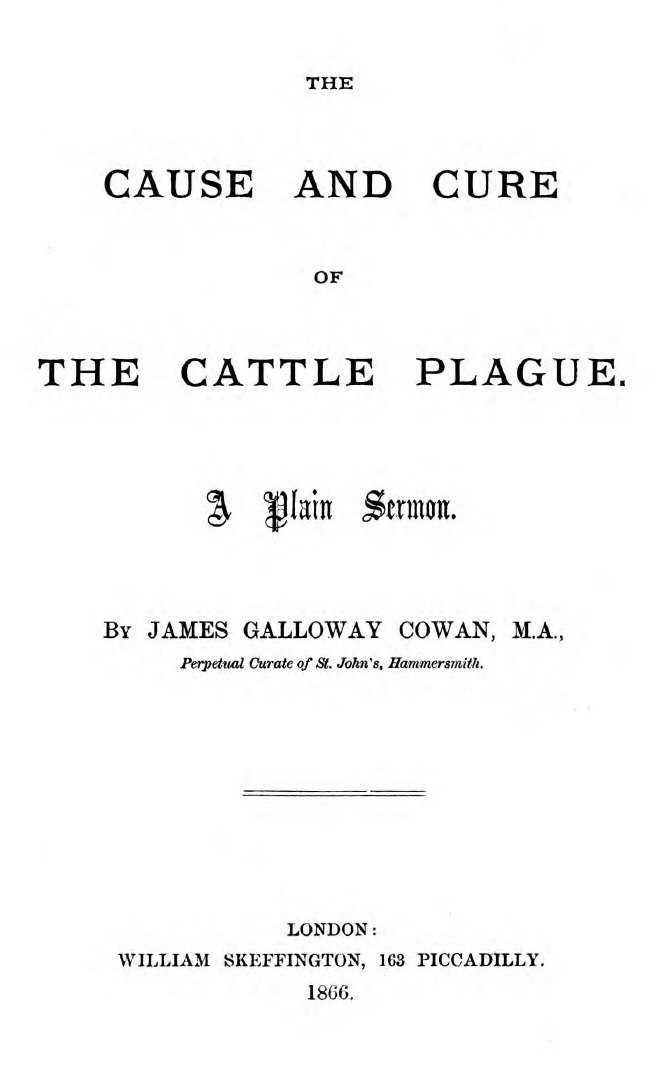 THE
CAUSE AND CURE
OF
THE CATTLE PLAGUE.
A Plain Sermon.
BY JAMES GALLOWAY COWAN, M.A.,
Perpetual Curate of St. John's, Hammersmith.
LONDON:
WILLIAM SKEFFINGTON, 163 PICCADILLY.
1866.